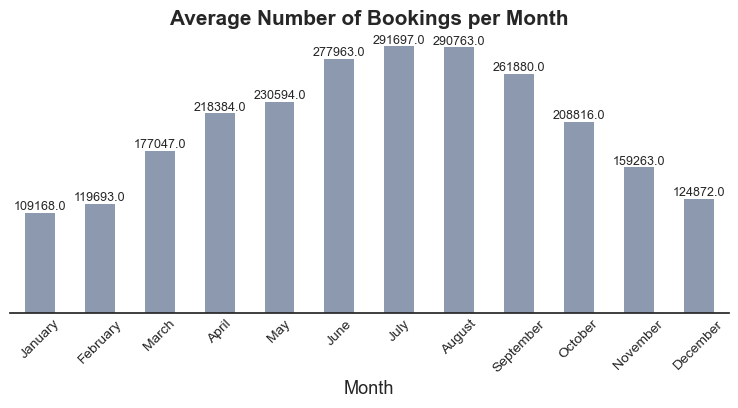 Average Number of Bookings per Month
109168.0
119693.0
177047.0
218384.0
230594.0
277963.0
291697.0
290763.0
261880.0
208816.0
159263.0
124872.0
January
February
March
April
May
June
July
August
September
October
November
December
Month